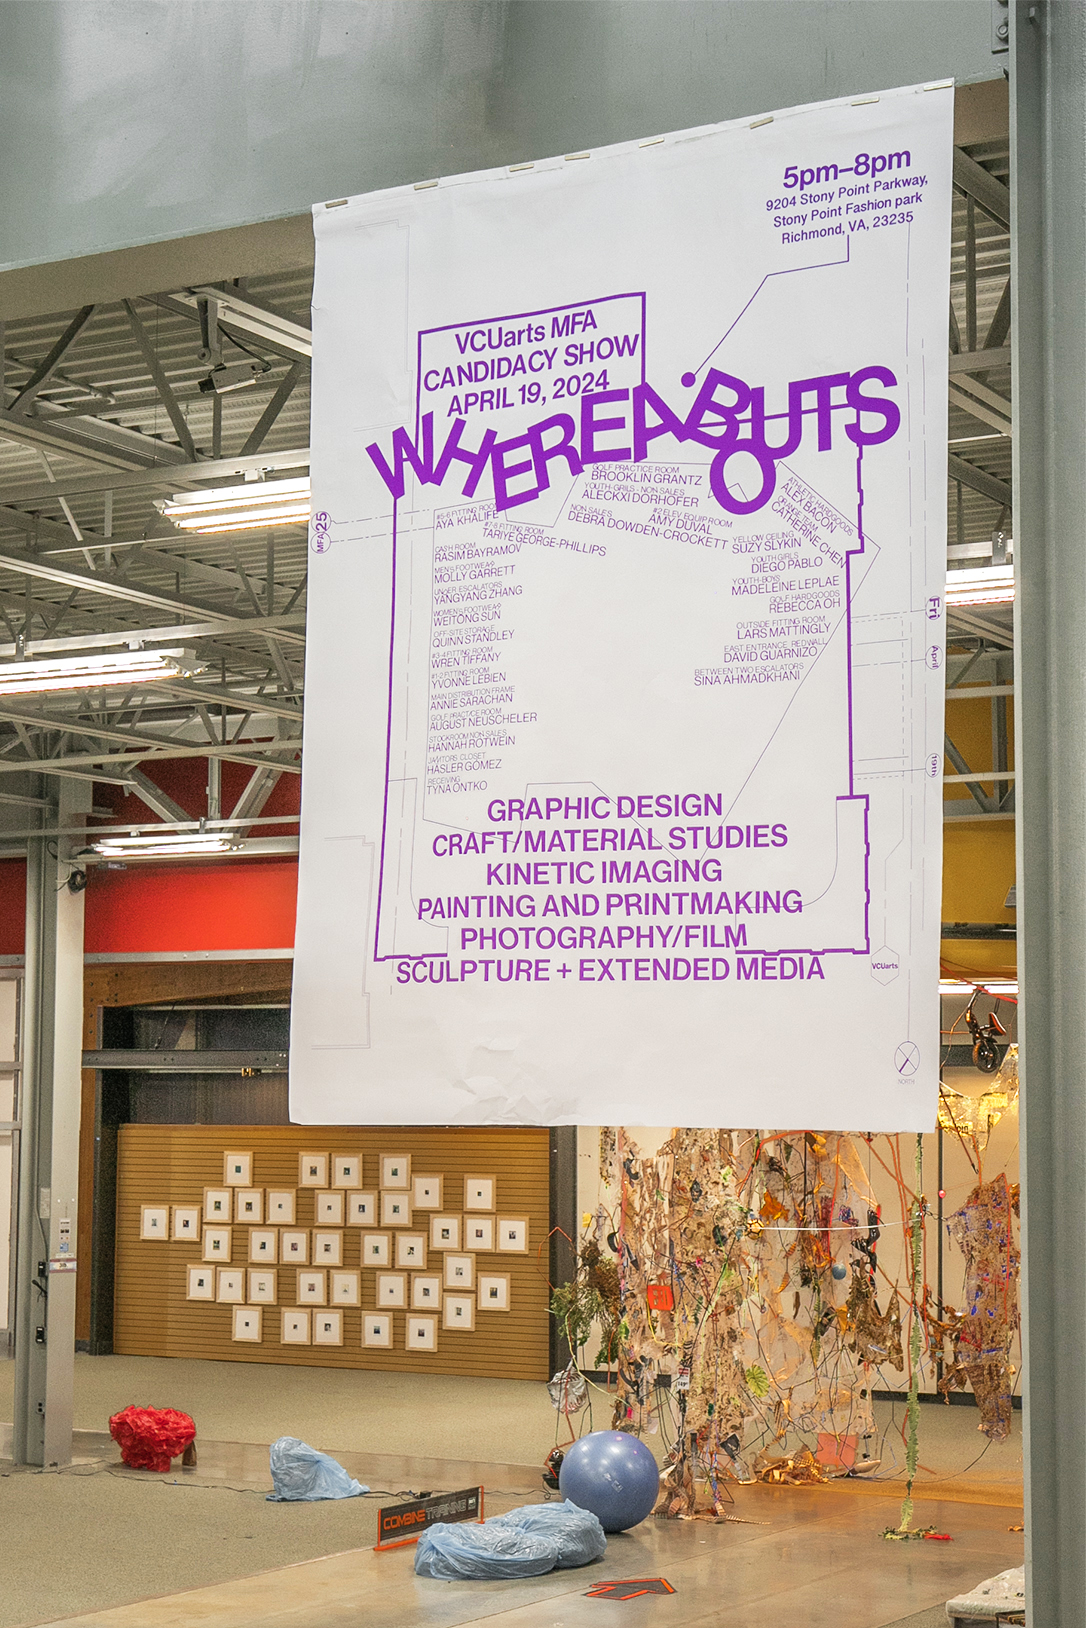 5pm–8pm
9204 Stony Point Parkway,
Stony Point Fashion park
Richmond, VA, 23235
VCUarts MFA
CANDIDACY SHOW
APRIL 19, 2024
WHEREABOUTS
MFA 25
#5-6 FITTING ROOM
AYA KHALIFE
#7-8 FITTING ROOM
TARIYE GEORGE-PHILLIPS
CASH ROOM
RASIM BAYRAMOV
MEN'S FOOTWEAR
MOLLY GARRETT
UNDER ESCALATORS
YANGYANG ZHANG
WOMEN'S FOOTWEAR
WEITONG SUN
OFF-SITE STORAGE
QUINN STANDLEY
#3-4 FITTING ROOM
WREN TIFFANY
#1-2 FITTING ROOM
YVONNE LEBIEN
MAIN DISTRIBUTION FRAME
ANNIE SARACHAN
GOLF PRACTICE ROOM
AUGUST NEUSCHELER
STOCKROOM NON SALES
HANNAH ROTWEIN
JANITORS CLOSET
HASLER GOMEZ
RECEIVING
TYNA ONTKO
GOLF PRACTICE ROOM
BROOKLIN GRANTZ
YOUTH-GRILS - NON SALES
ALECKXI DORHOFER
NON SALES
DEBRA DOWDEN-CROCKETT
#2 ELEV EQUIP ROOM
AMY DUVAL
ATHLETIC HARDGOODS
ALEX BACON
ORANGE TEAM
CATHERINE CHEN
YELLOW CEILING
SUZY SLYKIN
YOUTH GIRLS
DIEGO PABLO
YOUTH-BOYS
MADELEINE LEPLAE
GOLF HARDGOODS
REBECCA OH
OUTSIDE FITTING ROOM
LARS MATTINGLY
EAST ENTRANCE, RED WALL
DAVID GUARNIZO
BETWEEN TWO ESCALATORS
SINA AHMADKHANI
Fri
April
19th
GRAPHIC DESIGN
CRAFT/MATERIAL STUDIES
KINETIC IMAGING
PAINTING AND PRINTMAKING
PHOTOGRAPHY/FILM
SCULPTURE + EXTENDED MEDIA
VCUarts
NORTH
COMBINE TRAINING